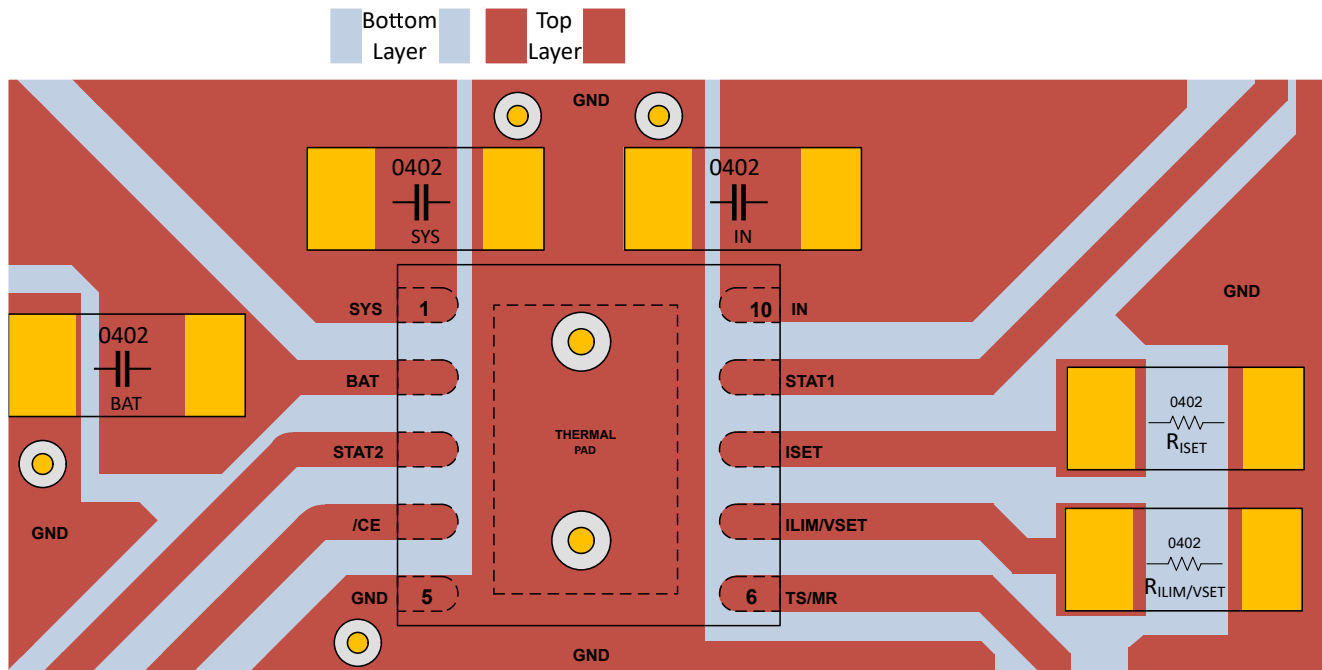 Bottom
Layer
Top
Layer
GND
0402
SYS
0402
IN
SYS
1
10
IN
GND
0402
BAT
BAT
STAT1
0402
RISET
THERMAL
PAD
STAT2
ISET
/CE
ILIM/VSET
GND
0402
RILIM/VSET
GND
5
6
TS/MR
GND